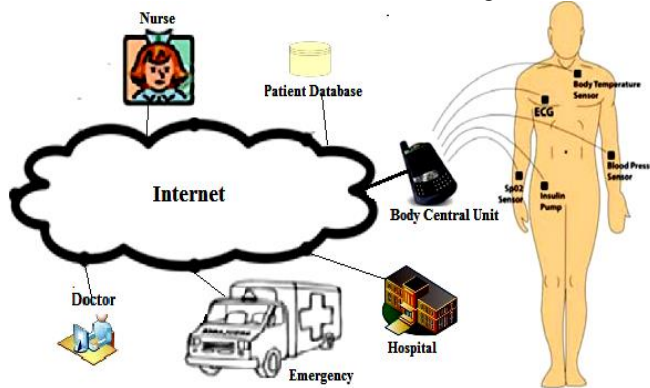 Nurse
Patient Database
Body Temperature
Sensor
ECG
Internet
Blood Press
Sensor
Sp02
Sensor
Insulin
Pump
Body Central Unit
Doctor
Hospital
Emergency